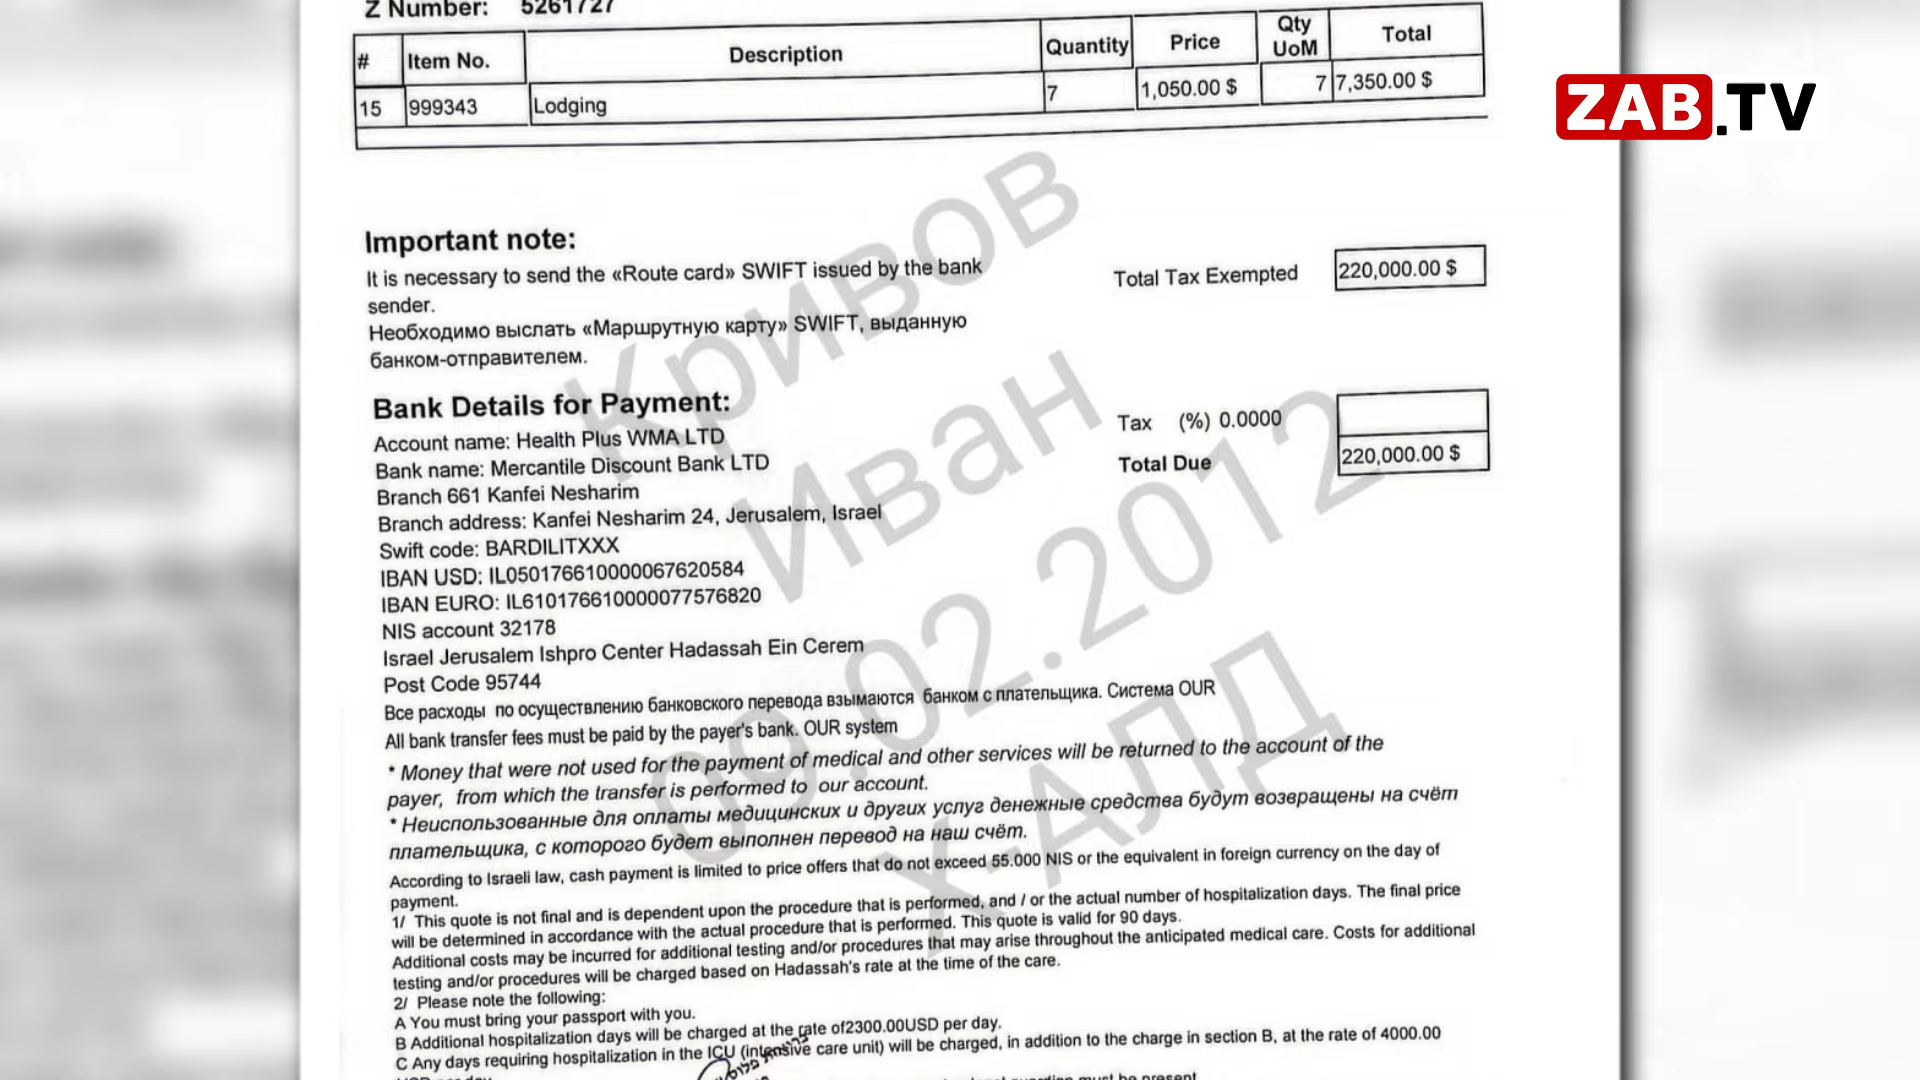 Z Number: 5261727
# Item No. Description Quantity Price Qty UoM Total
15 999343 Lodging 7 1,050.00 $ 7 7,350.00 $
ZAB.TV
Important note:
It is necessary to send the «Route card» SWIFT issued by the bank
sender.
Необходимо выслать «Маршрутную карту» SWIFT, выданную
банком-отправителем.
Total Tax Exempted 220,000.00 $
Bank Details for Payment:
Account name: Health Plus WMA LTD
Bank name: Mercantile Discount Bank LTD
Branch 661 Kanfei Nesharim
Branch address: Kanfei Nesharim 24, Jerusalem, Israel
Swift code: BARDILITXXX
IBAN USD: IL050176610000067620584
IBAN EURO: IL610176610000077576820
NIS account 32178
Israel Jerusalem Ishpro Center Hadassah Ein Cerem
Post Code 95744
Tax (%) 0.0000
Total Due 220,000.00 $
Все расходы по осуществлению банковского перевода взымаются банком с плательщика. Система OUR
All bank transfer fees must be paid by the payer's bank. OUR system
* Money that were not used for the payment of medical and other services will be returned to the account of the
payer, from which the transfer is performed to our account.
* Неиспользованные для оплаты медицинских и других услуг денежные средства будут возвращены на счёт
плательщика, с которого будет выполнен перевод на наш счём.
According to Israeli law, cash payment is limited to price offers that do not exceed 55.000 NIS or the equivalent in foreign currency on the day of
payment.
1/ This quote is not final and is dependent upon the procedure that is performed, and / or the actual number of hospitalization days. The final price
will be determined in accordance with the actual procedure that is performed. This quote is valid for 90 days.
Additional costs may be incurred for additional testing and/or procedures that may arise throughout the anticipated medical care. Costs for additional
testing and/or procedures will be charged based on Hadassah's rate at the time of the care.
2/ Please note the following:
A You must bring your passport with you.
B Additional hospitalization days will be charged at the rate of2300.00USD per day.
C Any days requiring hospitalization in the ICU (intensive care unit) will be charged, in addition to the charge in section B, at the rate of 4000.00
must be present
Кривов
Иван
09.02.2012
Х-АЛД